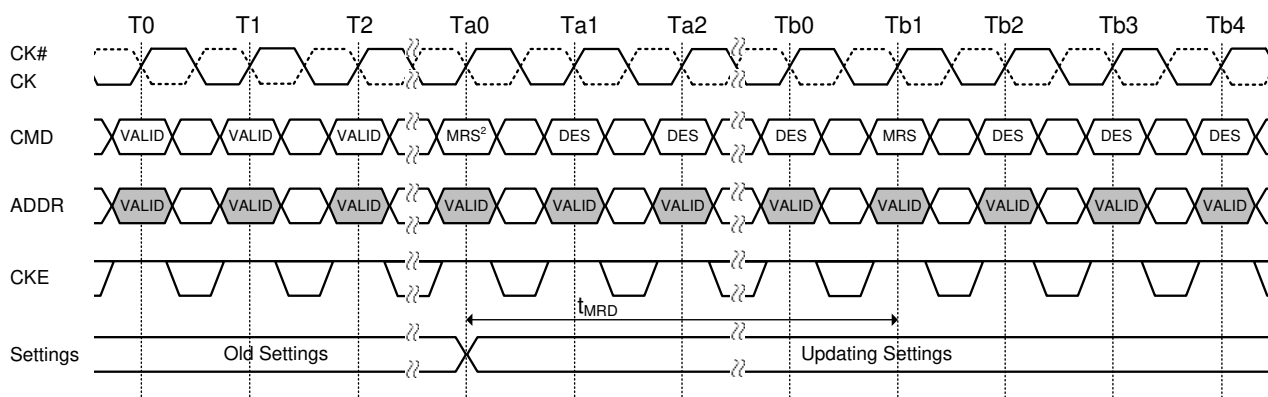 T0 T1 T2 Ta0 Ta1 Ta2 Tb0 Tb1 Tb2 Tb3 Tb4
CK#
CK
CMD VALID VALID VALID MRS² DES DES DES MRS DES DES DES
ADDR VALID VALID VALID VALID VALID VALID VALID VALID VALID VALID VALID
CKE
tMRD
Settings Old Settings Updating Settings